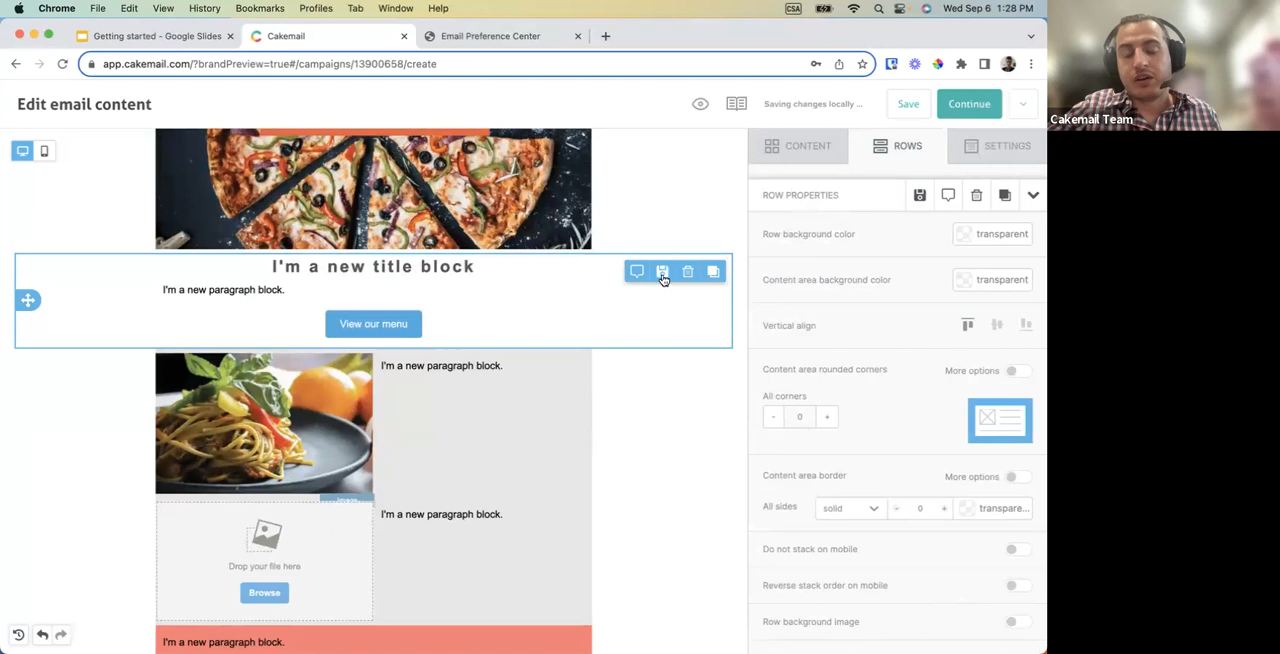 Chrome File Edit View History Bookmarks Profiles Tab Window Help
CSA
Wed Sep 6 1:28 PM
Getting started - Google Slides
Cakemail
Email Preference Center
app.cakemail.com/?brandPreview=true#/campaigns/13900658/create
Cakemail Team
Edit email content
Saving changes locally ...
Save
Continue
CONTENT
ROWS
SETTINGS
ROW PROPERTIES
Row background color
transparent
I'm a new title block
I'm a new paragraph block.
View our menu
Content area background color
transparent
Vertical align
Content area rounded corners
More options
All corners
- 0 +
I'm a new paragraph block.
Content area border
More options
All sides
solid
- 0 +
transpare...
Image
I'm a new paragraph block.
Drop your file here
Browse
Do not stack on mobile
Reverse stack order on mobile
Row background image
I'm a new paragraph block.